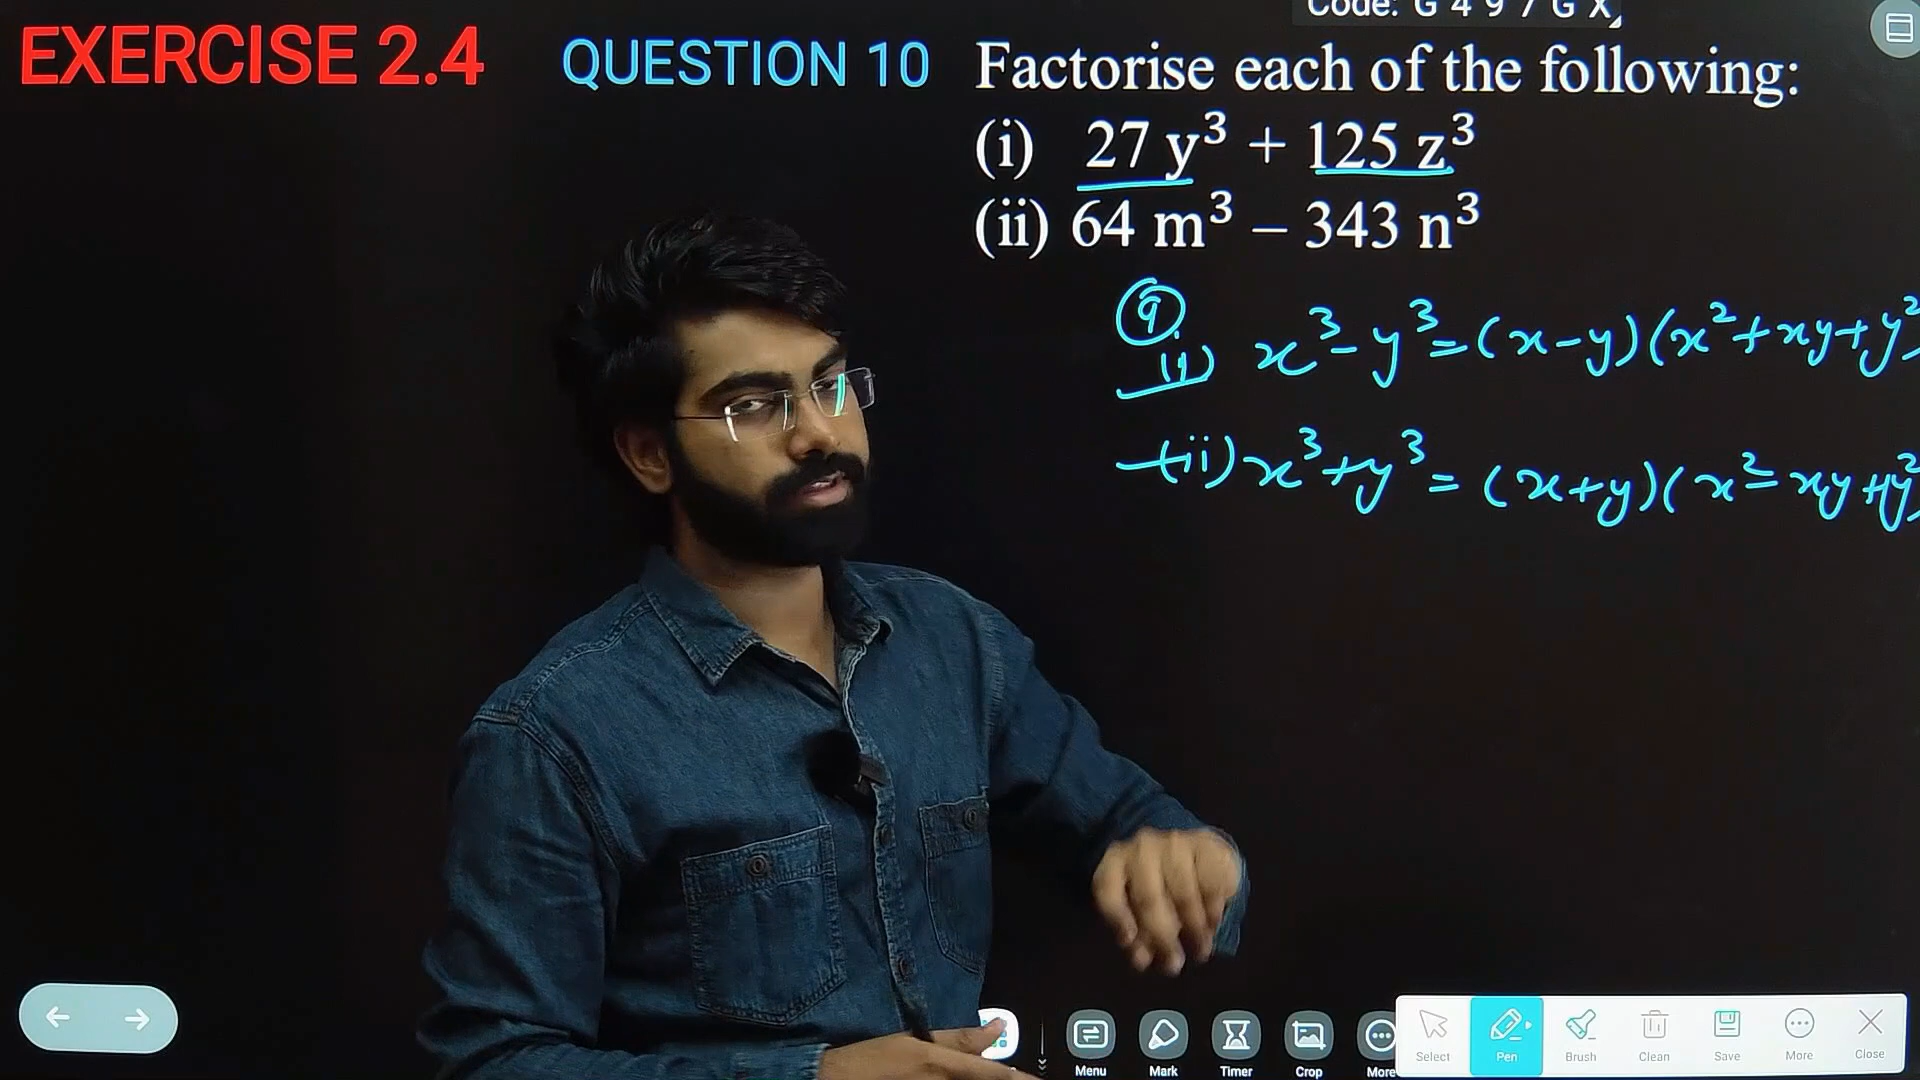 Code: G 4 9 7 G X
EXERCISE 2.4 QUESTION 10 Factorise each of the following:
(i) 27 y³ + 125 z³
(ii) 64 m³ – 343 n³
9
i) x³ - y³ = (x - y)(x² + xy + y²
(ii) x³ + y³ = (x + y)(x² - xy + y²)
Menu Mark Timer Crop More Select Pen Brush Clean Save More Close